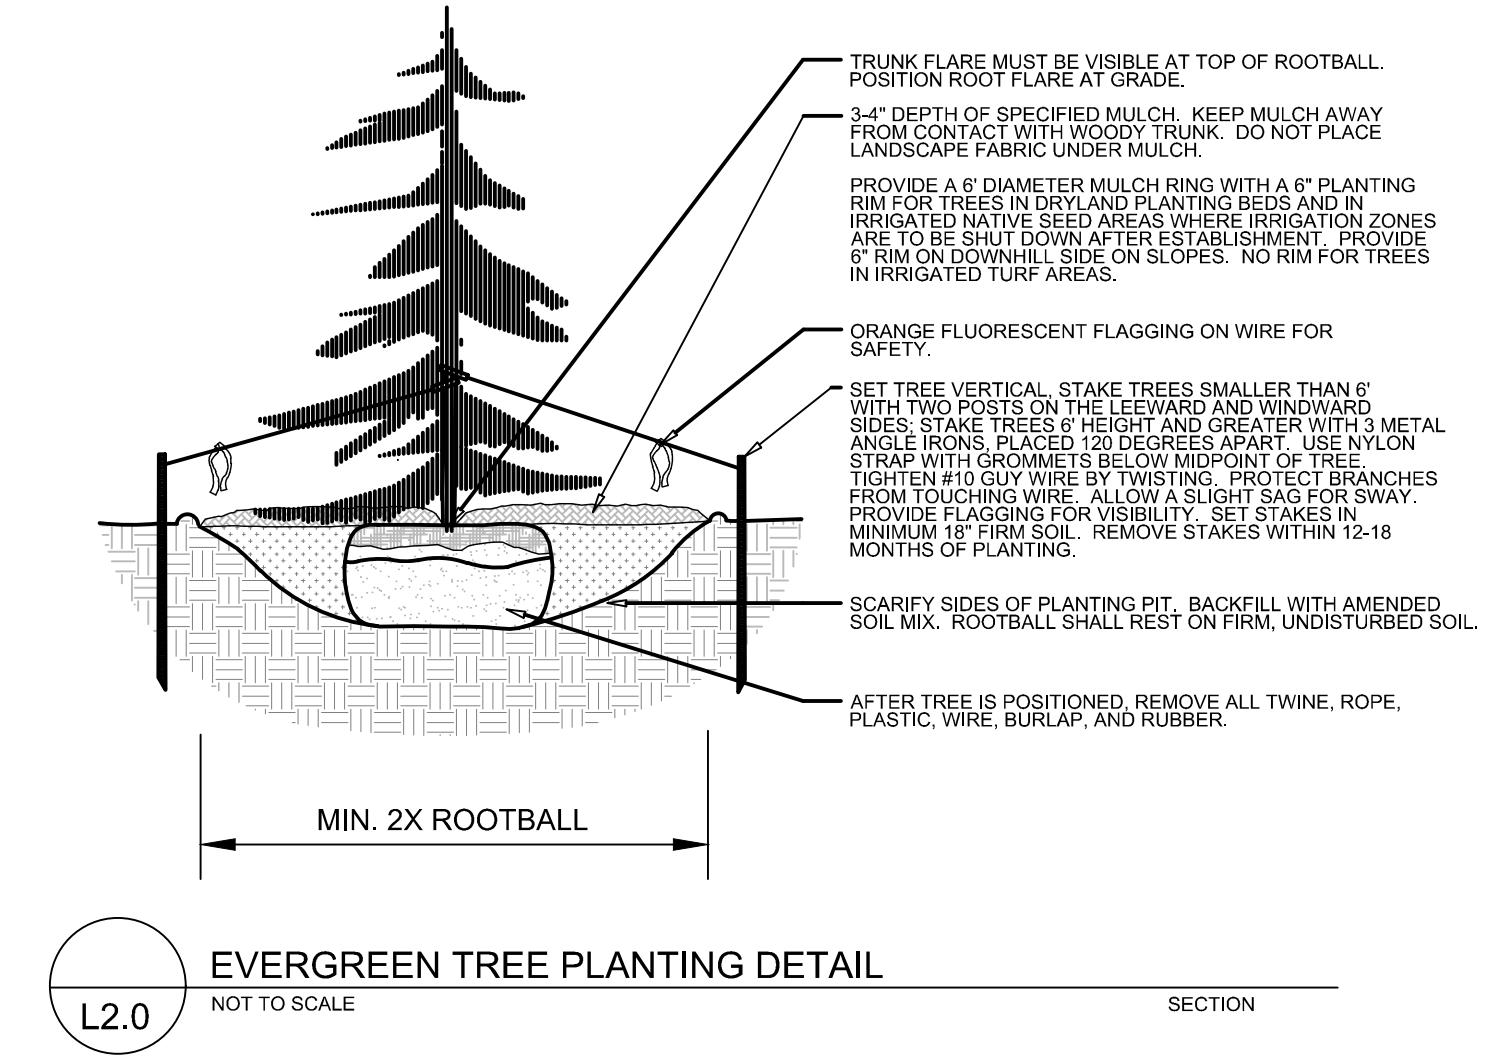 TRUNK FLARE MUST BE VISIBLE AT TOP OF ROOTBALL.
POSITION ROOT FLARE AT GRADE.
3-4" DEPTH OF SPECIFIED MULCH. KEEP MULCH AWAY
FROM CONTACT WITH WOODY TRUNK. DO NOT PLACE
LANDSCAPE FABRIC UNDER MULCH.
PROVIDE A 6' DIAMETER MULCH RING WITH A 6" PLANTING
RIM FOR TREES IN DRYLAND PLANTING BEDS AND IN
IRRIGATED NATIVE SEED AREAS WHERE IRRIGATION ZONES
ARE TO BE SHUT DOWN AFTER ESTABLISHMENT. PROVIDE
6" RIM ON DOWNHILL SIDE ON SLOPES. NO RIM FOR TREES
IN IRRIGATED TURF AREAS.
ORANGE FLUORESCENT FLAGGING ON WIRE FOR
SAFETY.
SET TREE VERTICAL, STAKE TREES SMALLER THAN 6'
WITH TWO POSTS ON THE LEEWARD AND WINDWARD
SIDES; STAKE TREES 6' HEIGHT AND GREATER WITH 3 METAL
ANGLE IRONS, PLACED 120 DEGREES APART. USE NYLON
STRAP WITH GROMMETS BELOW MIDPOINT OF TREE.
TIGHTEN #10 GUY WIRE BY TWISTING. PROTECT BRANCHES
FROM TOUCHING WIRE. ALLOW A SLIGHT SAG FOR SWAY.
PROVIDE FLAGGING FOR VISIBILITY. SET STAKES IN
MINIMUM 18" FIRM SOIL. REMOVE STAKES WITHIN 12-18
MONTHS OF PLANTING.
SCARIFY SIDES OF PLANTING PIT. BACKFILL WITH AMENDED
SOIL MIX. ROOTBALL SHALL REST ON FIRM, UNDISTURBED SOIL.
AFTER TREE IS POSITIONED, REMOVE ALL TWINE, ROPE,
PLASTIC, WIRE, BURLAP, AND RUBBER.
MIN. 2X ROOTBALL
EVERGREEN TREE PLANTING DETAIL
L2.0
NOT TO SCALE
SECTION